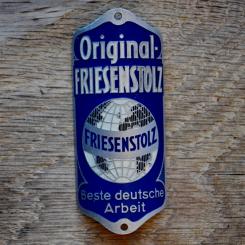 Original-
FRIESENSTOLZ
FRIESENSTOLZ
Beste deutsche
Arbeit